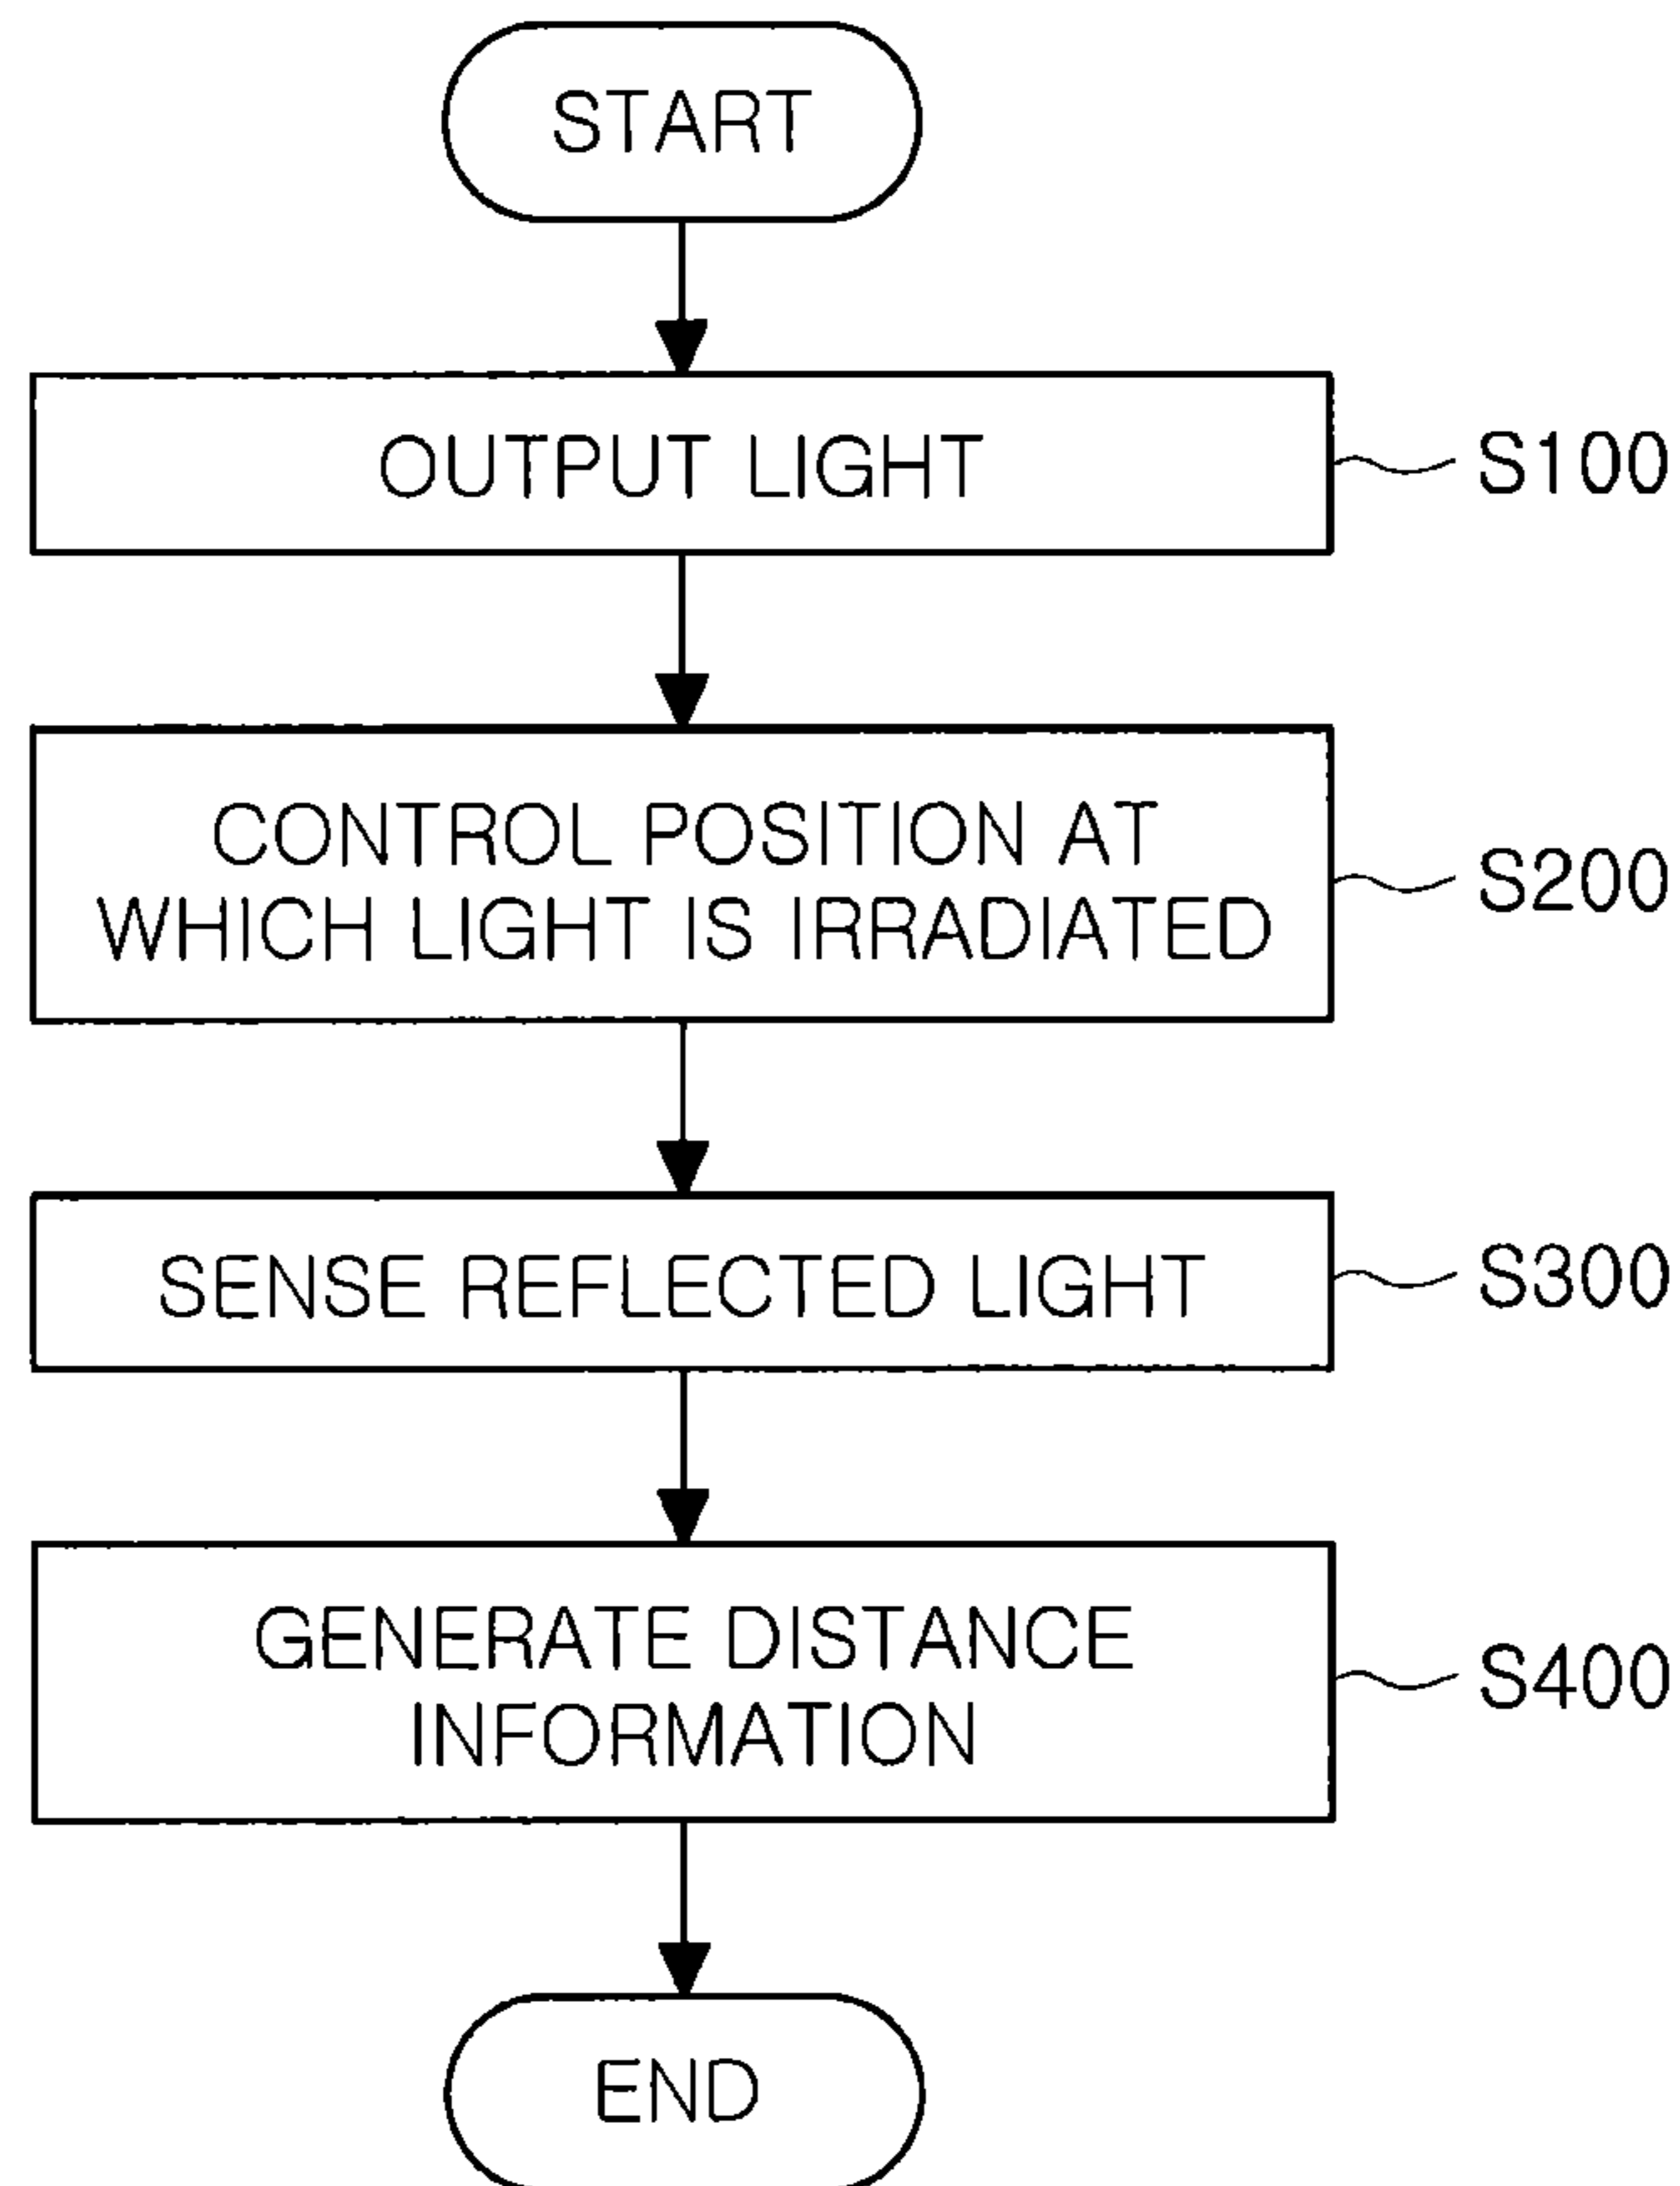 START
OUTPUT LIGHT
S100
CONTROL POSITION AT
WHICH LIGHT IS IRRADIATED
S200
SENSE REFLECTED LIGHT
S300
GENERATE DISTANCE
INFORMATION
S400
END